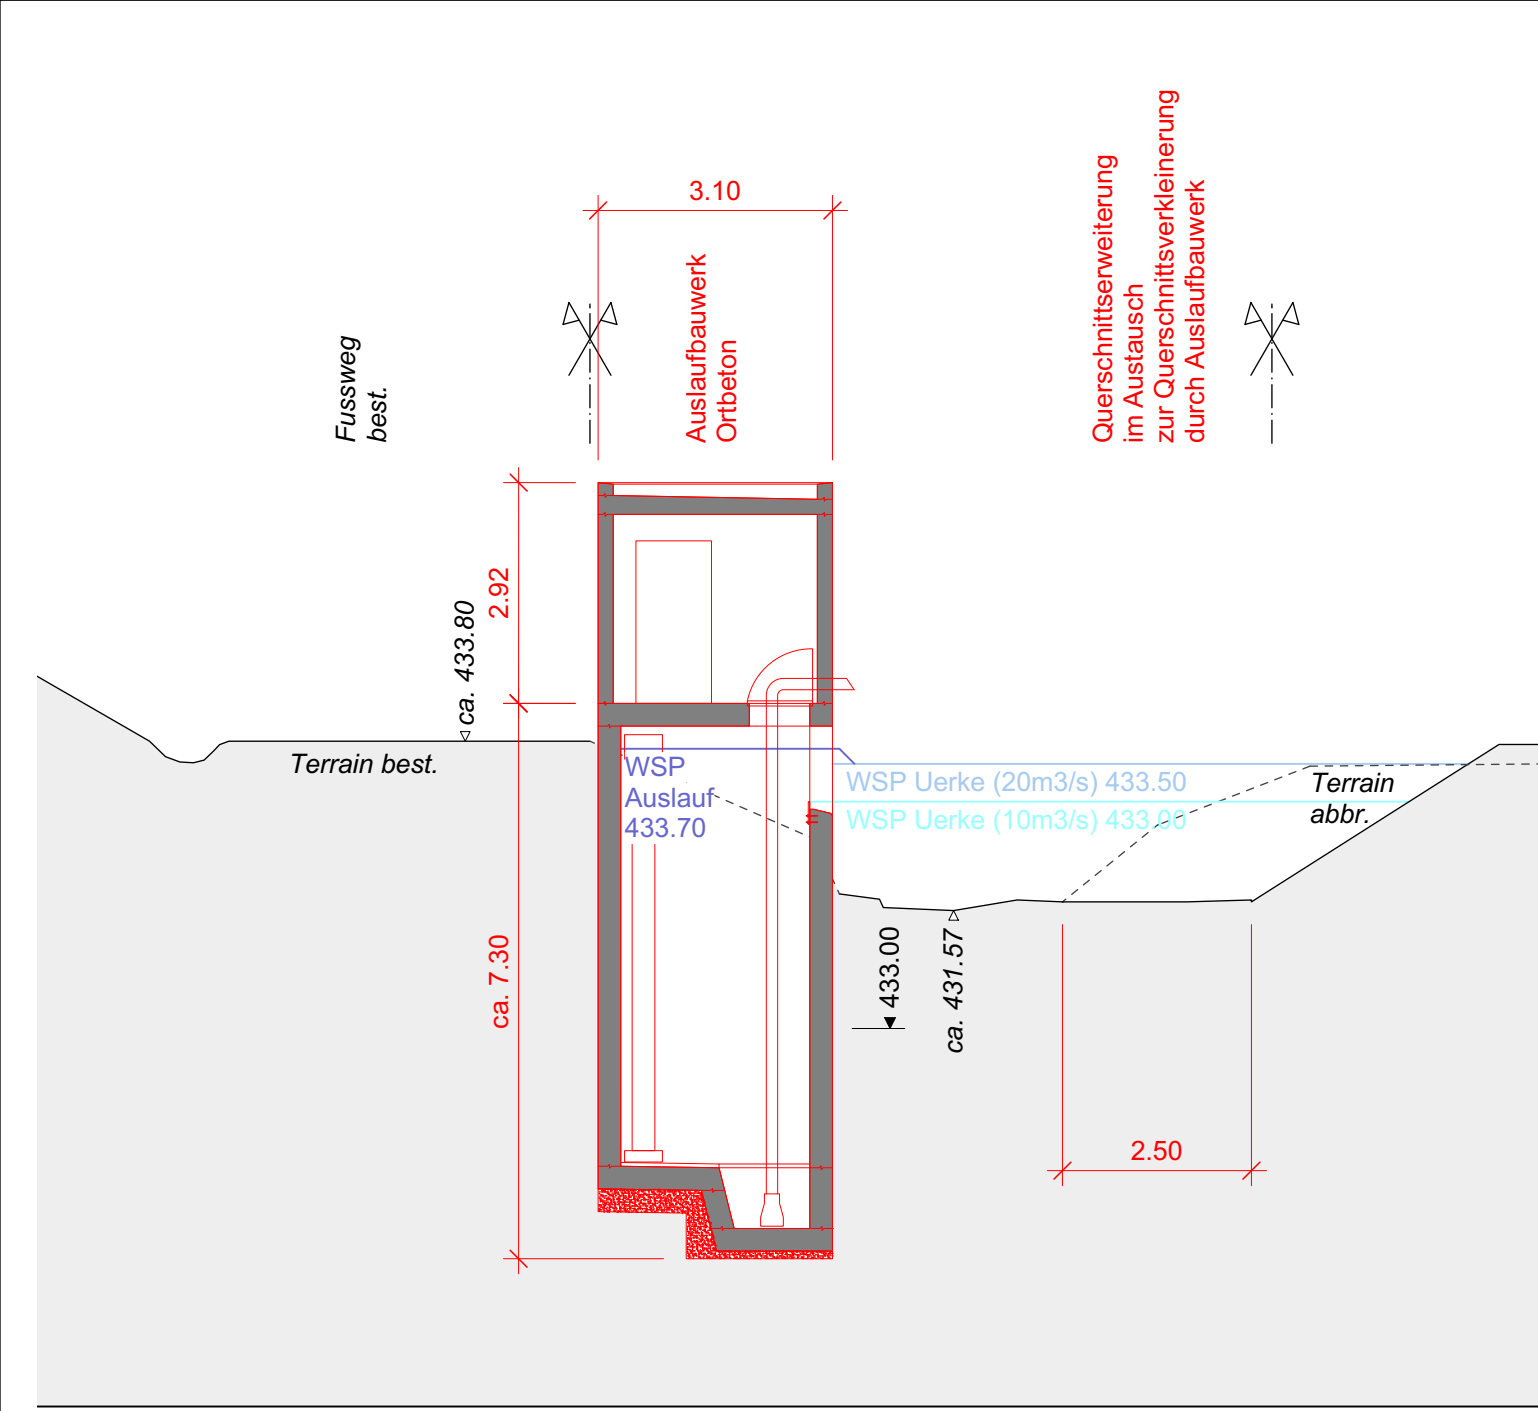 3.10
Fussweg
best.
Auslaufbauwerk
Ortbeton
Querschnittserweiterung
im Austausch
zur Querschnittsverkleinerung
durch Auslaufbauwerk
2.92
ca. 433.80
Terrain best.
WSP
Auslauf
433.70
WSP Uerke (20m3/s) 433.50
WSP Uerke (10m3/s) 433.00
Terrain
abbr.
ca. 7.30
433.00
ca. 431.57
2.50